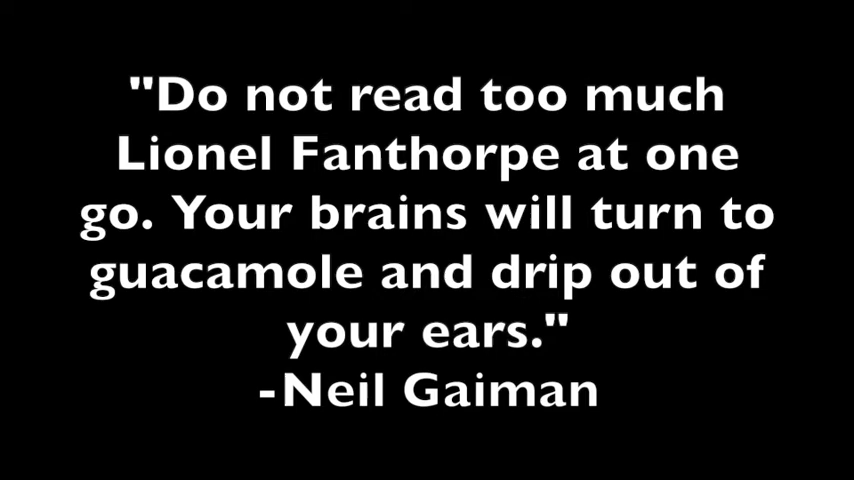 "Do not read too much
Lionel Fanthorpe at one
go. Your brains will turn to
guacamole and drip out of
your ears."
-Neil Gaiman